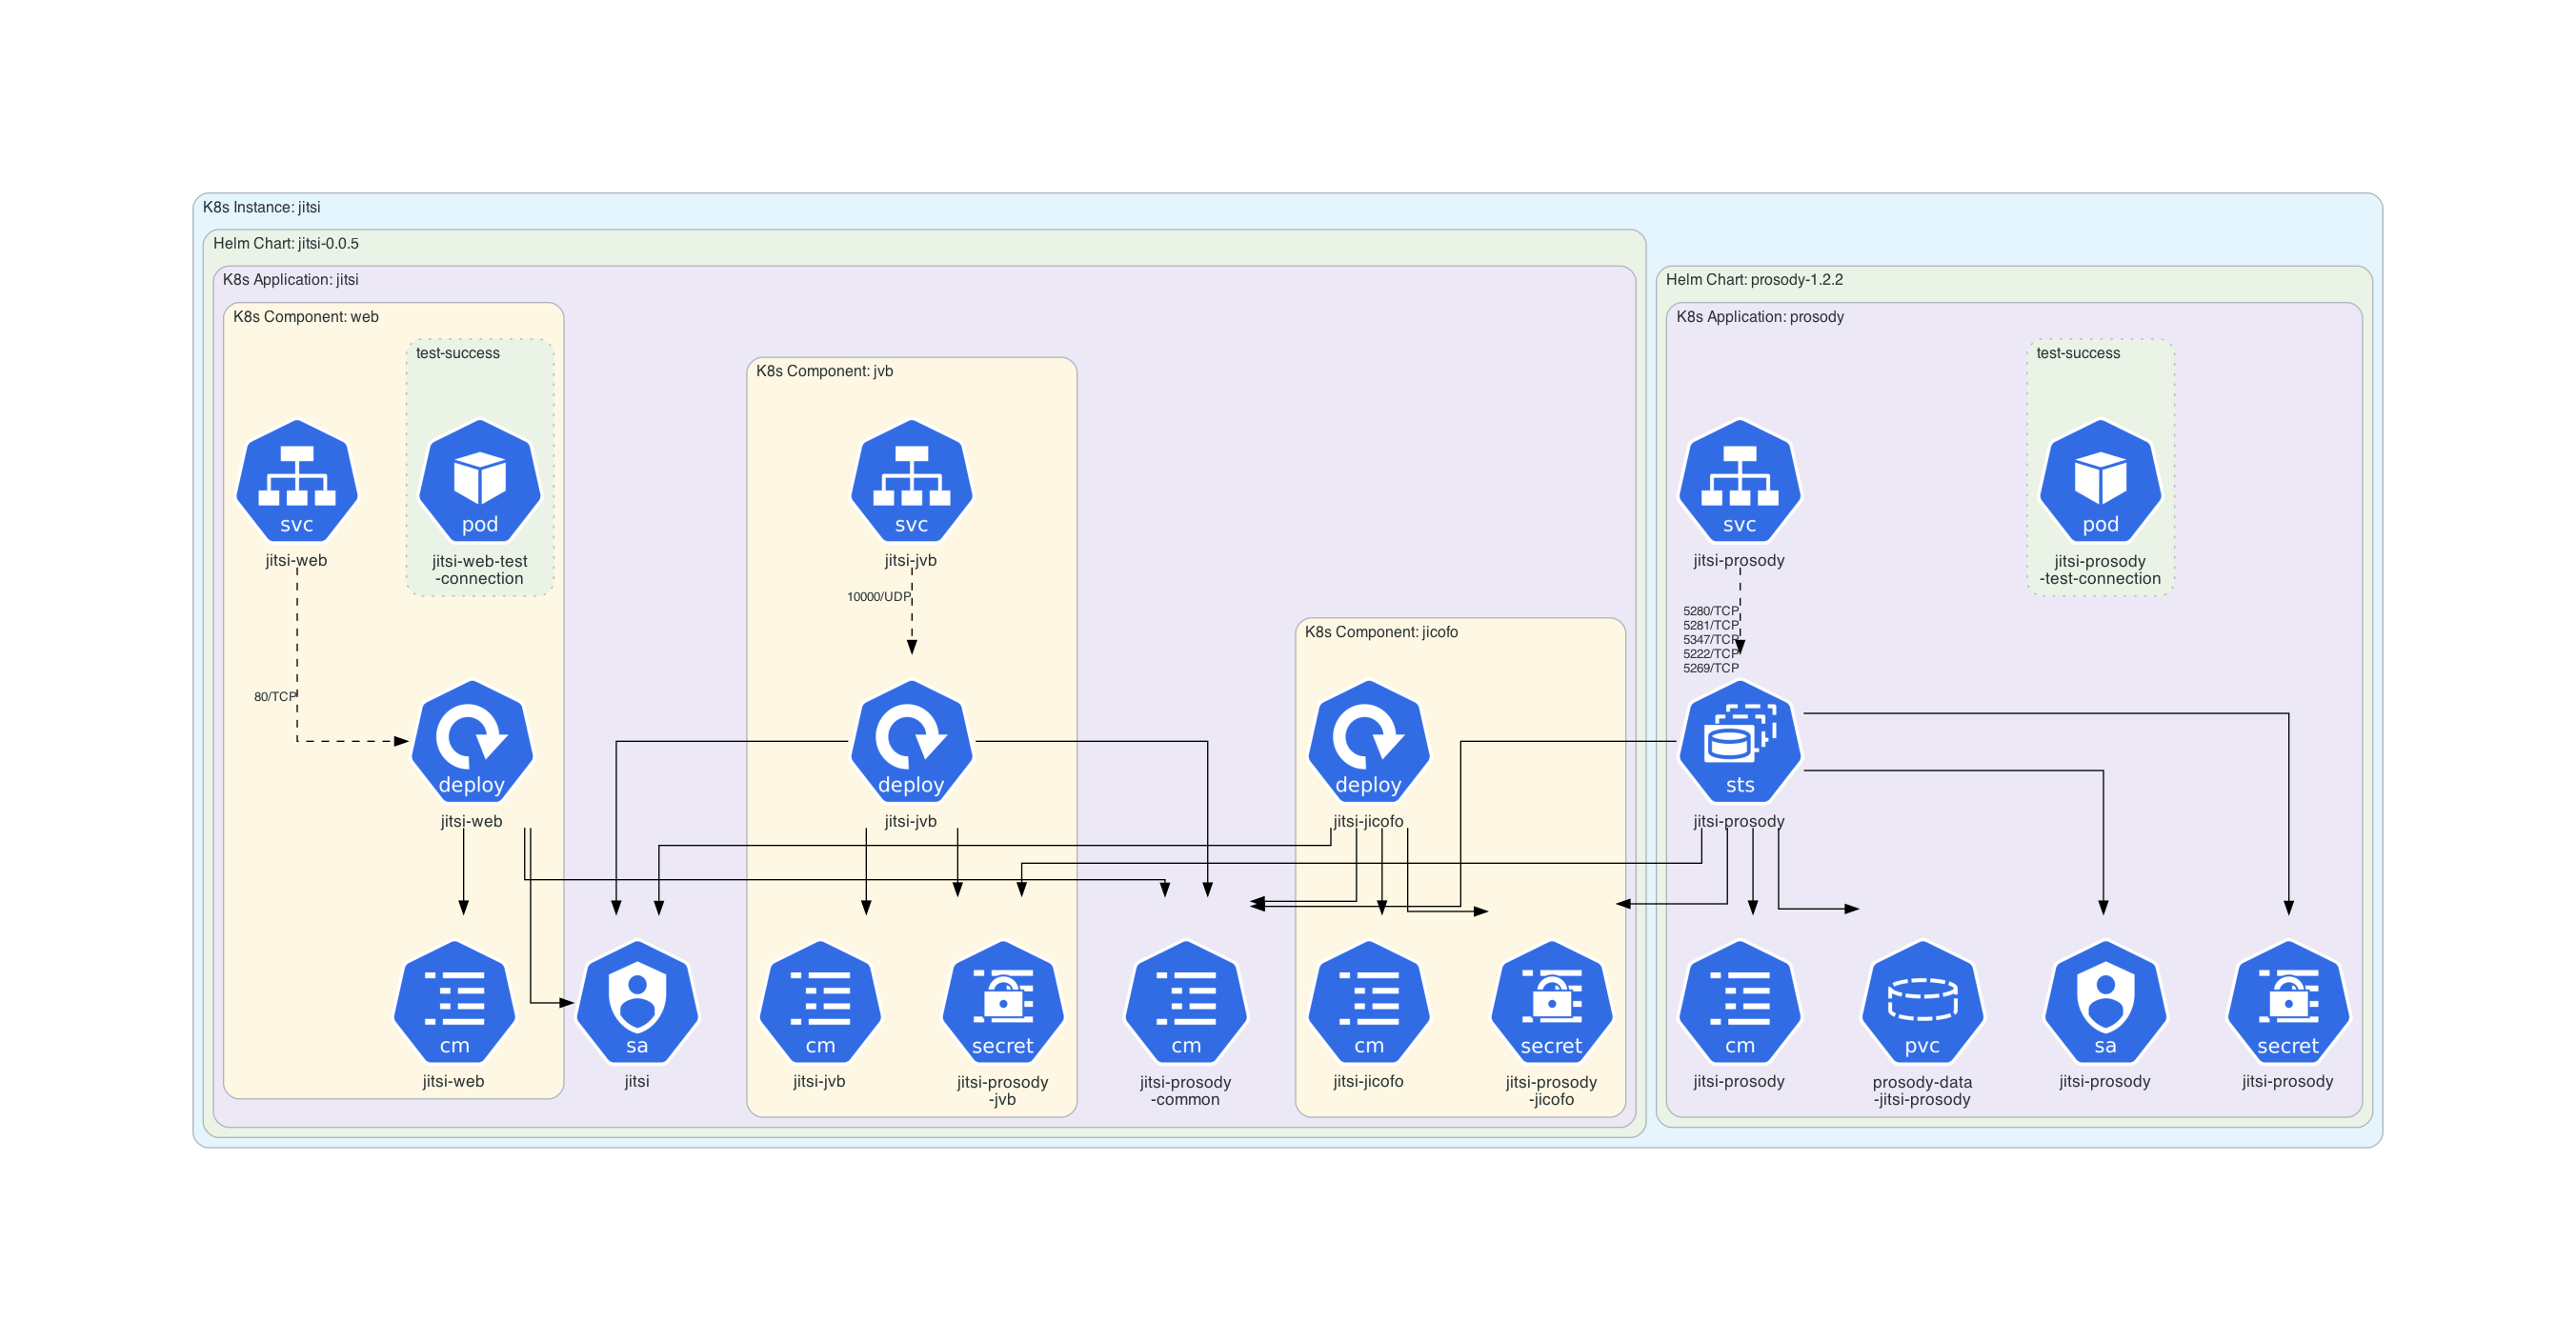 K8s Instance: jitsi
Helm Chart: jitsi-0.0.5
K8s Application: jitsi
K8s Component: web
test-success
svc
jitsi-web
pod
jitsi-web-test
-connection
80/TCP
deploy
jitsi-web
cm
jitsi-web
sa
jitsi
K8s Component: jvb
svc
jitsi-jvb
10000/UDP
deploy
jitsi-jvb
cm
jitsi-jvb
secret
jitsi-prosody
-jvb
cm
jitsi-prosody
-common
K8s Component: jicofo
deploy
jitsi-jicofo
cm
jitsi-jicofo
secret
jitsi-prosody
-jicofo
Helm Chart: prosody-1.2.2
K8s Application: prosody
test-success
svc
jitsi-prosody
pod
jitsi-prosody
-test-connection
5280/TCP
5281/TCP
5347/TCP
5222/TCP
5269/TCP
sts
jitsi-prosody
cm
jitsi-prosody
pvc
prosody-data
-jitsi-prosody
sa
jitsi-prosody
secret
jitsi-prosody